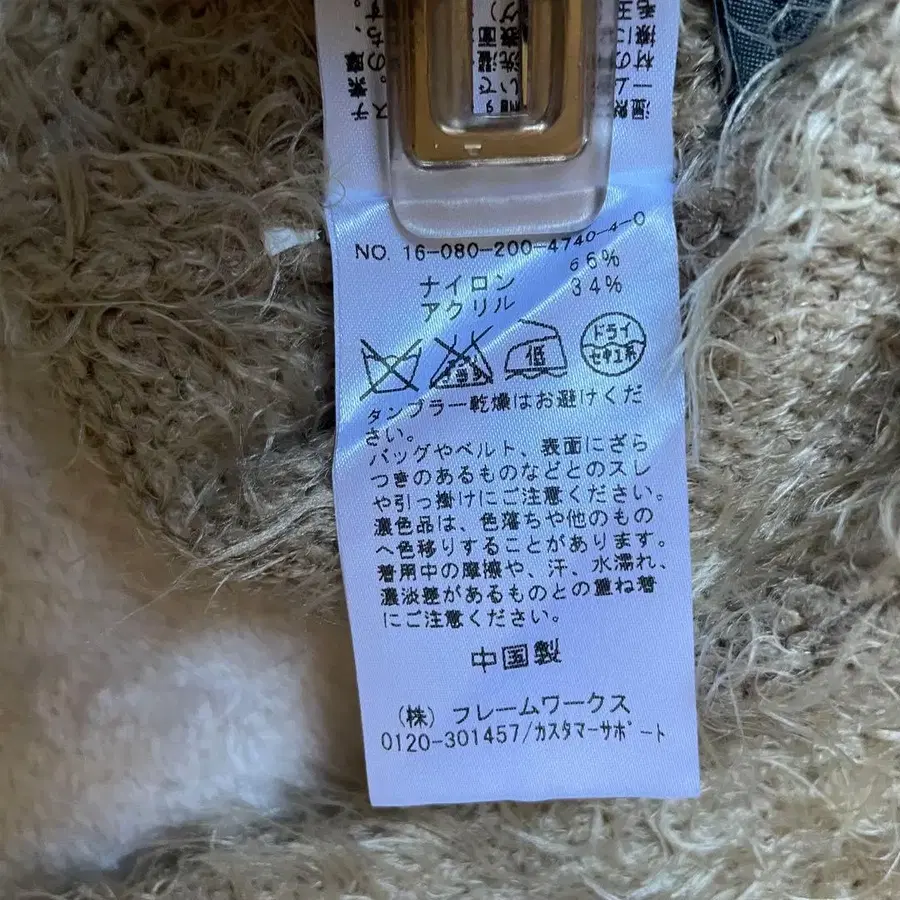 NO. 16-080-200-4740-4-0
ナイロン 66%
アクリル 34%
低
ドライ
セキユ系
タンブラー乾燥はお避けくだ
さい。
バッグやベルト、表面にざら
つきのあるものなどとのスレ
や引っ掛けにご注意ください。
濃色品は、色落ちや他のもの
へ色移りすることがあります。
着用中の摩擦や、汗、水濡れ、
濃淡差があるものとの重ね着
にご注意ください。
中国製
(株) フレームワークス
0120-301457/カスタマーサポート